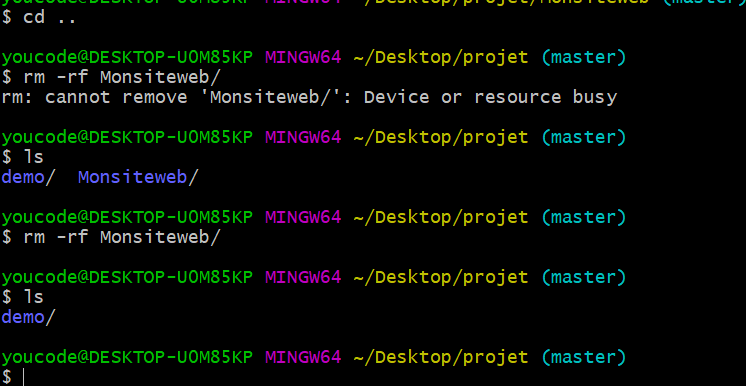 youcode@DESKTOP-U0M85KP MINGW64 ~/Desktop/projet/Monsiteweb (master)
$ cd ..
youcode@DESKTOP-U0M85KP MINGW64 ~/Desktop/projet (master)
$ rm -rf Monsiteweb/
rm: cannot remove 'Monsiteweb/': Device or resource busy
youcode@DESKTOP-U0M85KP MINGW64 ~/Desktop/projet (master)
$ ls
demo/  Monsiteweb/
youcode@DESKTOP-U0M85KP MINGW64 ~/Desktop/projet (master)
$ rm -rf Monsiteweb/
youcode@DESKTOP-U0M85KP MINGW64 ~/Desktop/projet (master)
$ ls
demo/
youcode@DESKTOP-U0M85KP MINGW64 ~/Desktop/projet (master)
$